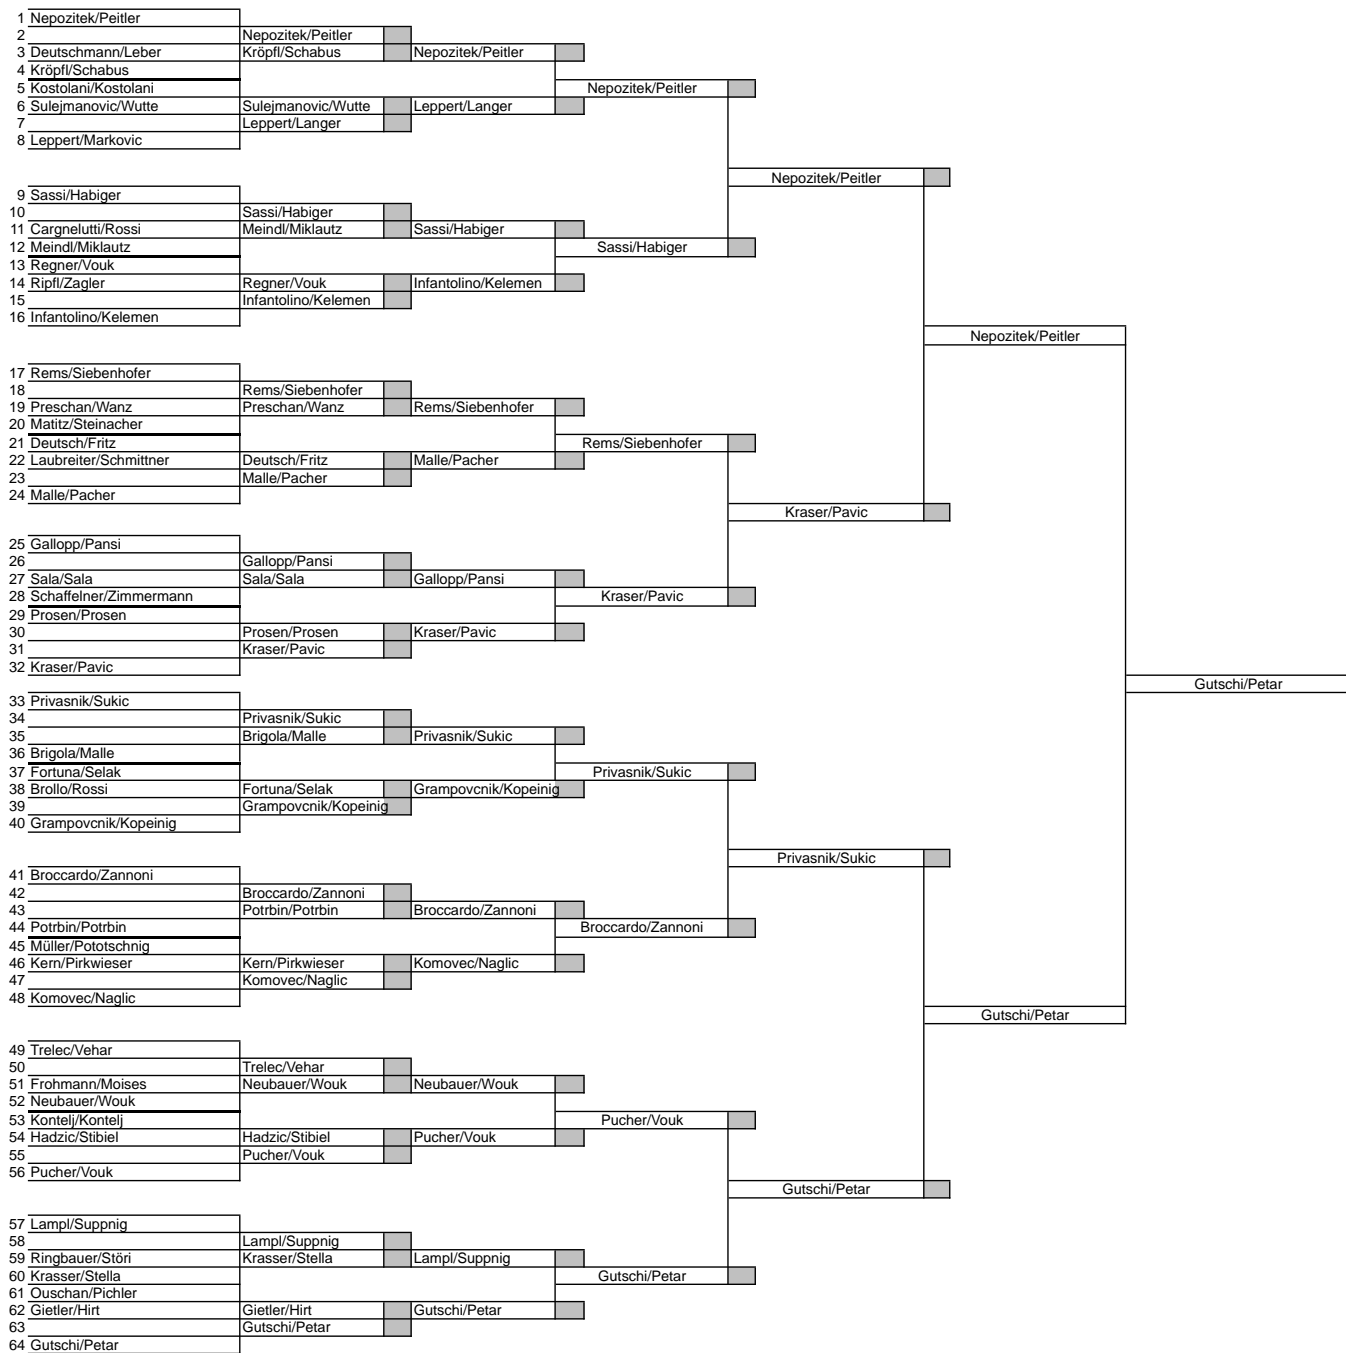 1 Nepozitek/Peitler
2 Nepozitek/Peitler
3 Deutschmann/Leber Kröpfl/Schabus Nepozitek/Peitler
4 Kröpfl/Schabus
5 Kostolani/Kostolani Nepozitek/Peitler
6 Sulejmanovic/Wutte Sulejmanovic/Wutte Leppert/Langer
7 Leppert/Langer
8 Leppert/Markovic
Nepozitek/Peitler
9 Sassi/Habiger
10 Sassi/Habiger
11 Cargnelutti/Rossi Meindl/Miklautz Sassi/Habiger
12 Meindl/Miklautz Sassi/Habiger
13 Regner/Vouk
14 Ripfl/Zagler Regner/Vouk Infantolino/Kelemen
15 Infantolino/Kelemen
16 Infantolino/Kelemen
Nepozitek/Peitler
17 Rems/Siebenhofer
18 Rems/Siebenhofer
19 Preschan/Wanz Preschan/Wanz Rems/Siebenhofer
20 Matitz/Steinacher
21 Deutsch/Fritz Rems/Siebenhofer
22 Laubreiter/Schmittner Deutsch/Fritz Malle/Pacher
23 Malle/Pacher
24 Malle/Pacher
Kraser/Pavic
25 Gallopp/Pansi
26 Gallopp/Pansi
27 Sala/Sala Sala/Sala Gallopp/Pansi
28 Schaffelner/Zimmermann Kraser/Pavic
29 Prosen/Prosen
30 Prosen/Prosen Kraser/Pavic
31 Kraser/Pavic
32 Kraser/Pavic
Gutschi/Petar
33 Privasnik/Sukic
34 Privasnik/Sukic
35 Brigola/Malle Privasnik/Sukic
36 Brigola/Malle
37 Fortuna/Selak Privasnik/Sukic
38 Brollo/Rossi Fortuna/Selak Grampovcnik/Kopeinig
39 Grampovcnik/Kopeinig
40 Grampovcnik/Kopeinig
Privasnik/Sukic
41 Broccardo/Zannoni
42 Broccardo/Zannoni
43 Potrbin/Potrbin Broccardo/Zannoni
44 Potrbin/Potrbin Broccardo/Zannoni
45 Müller/Pototschnig
46 Kern/Pirkwieser Kern/Pirkwieser Komovec/Naglic
47 Komovec/Naglic
48 Komovec/Naglic
Gutschi/Petar
49 Trelec/Vehar
50 Trelec/Vehar
51 Frohmann/Moises Neubauer/Wouk Neubauer/Wouk
52 Neubauer/Wouk
53 Kontelj/Kontelj Pucher/Vouk
54 Hadzic/Stibiel Hadzic/Stibiel Pucher/Vouk
55 Pucher/Vouk
56 Pucher/Vouk
Gutschi/Petar
57 Lampl/Suppnig
58 Lampl/Suppnig
59 Ringbauer/Störi Krasser/Stella Lampl/Suppnig
60 Krasser/Stella Gutschi/Petar
61 Ouschan/Pichler
62 Gietler/Hirt Gietler/Hirt Gutschi/Petar
63 Gutschi/Petar
64 Gutschi/Petar